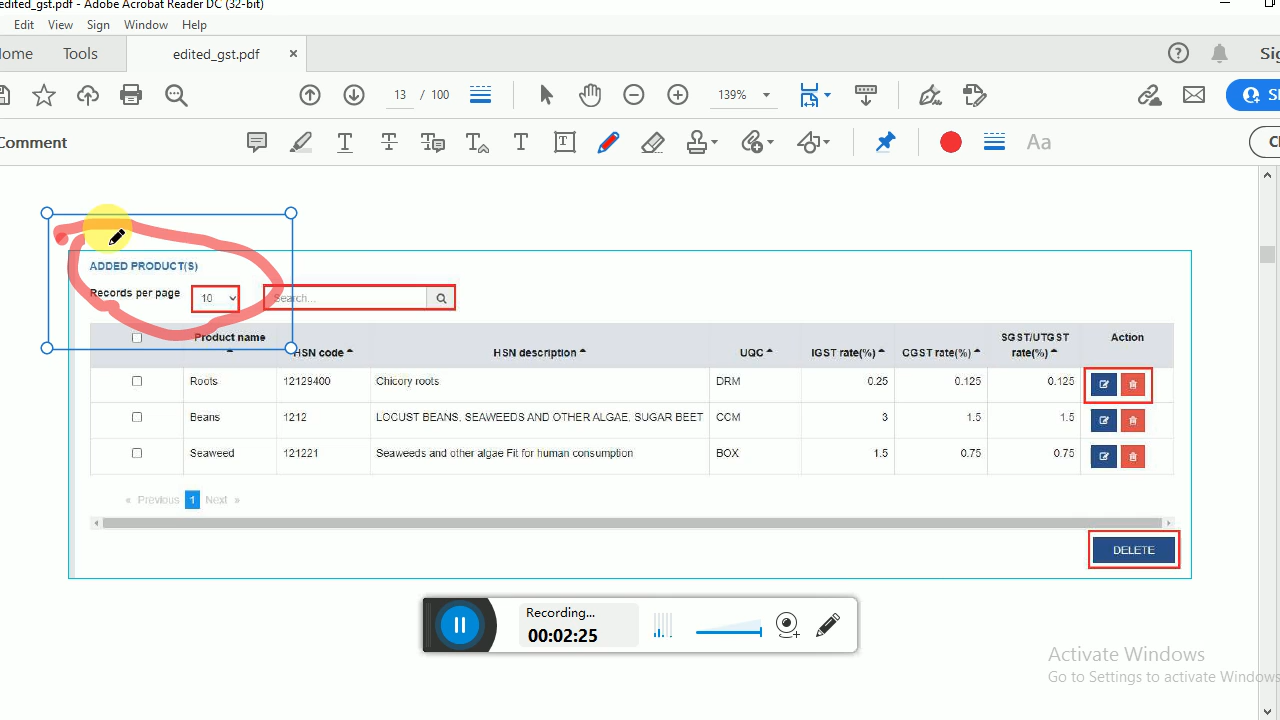 edited_gst.pdf - Adobe Acrobat Reader DC (32-bit)
Edit View Sign Window Help
Tools edited_gst.pdf ×
13 / 100 139%
Comment T Aa
ADDED PRODUCT(S)
Records per page 10 Search...
Product name HSN code HSN description UQC IGST rate(%) CGST rate(%) SGST/UTGST rate(%) Action
Roots 12129400 Chicory roots DRM 0.25 0.125 0.125
Beans 1212 LOCUST BEANS, SEAWEEDS AND OTHER ALGAE, SUGAR BEET CCM 3 1.5 1.5
Seaweed 121221 Seaweeds and other algae Fit for human consumption BOX 1.5 0.75 0.75
« Previous 1 Next »
DELETE
Recording...
00:02:25
Activate Windows
Go to Settings to activate Windows